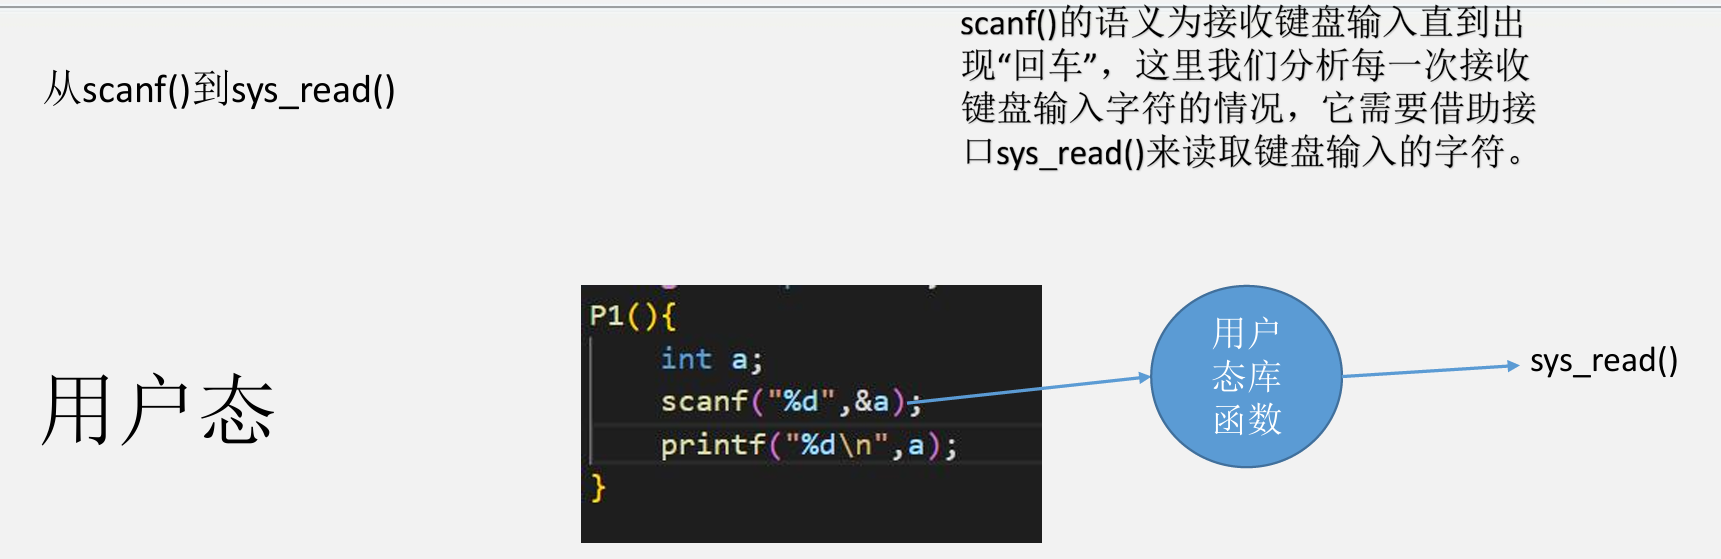 从scanf()到sys_read()
scanf()的语义为接收键盘输入直到出
现“回车”，这里我们分析每一次接收
键盘输入字符的情况，它需要借助接
口sys_read()来读取键盘输入的字符。
用户态
P1(){
int a;
scanf("%d",&a);
printf("%d\n",a);
}
用户
态库
函数
sys_read()